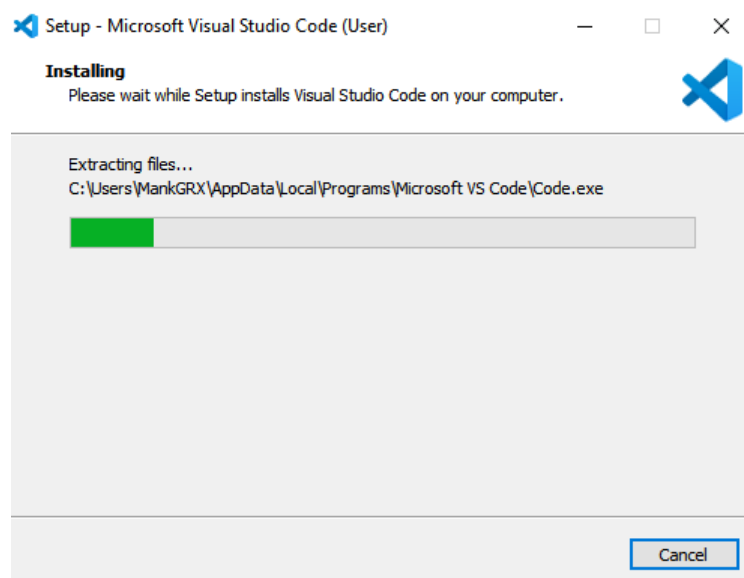 Setup - Microsoft Visual Studio Code (User)
Installing
Please wait while Setup installs Visual Studio Code on your computer.
Extracting files...
C:\Users\MankGRX\AppData\Local\Programs\Microsoft VS Code\Code.exe
Cancel